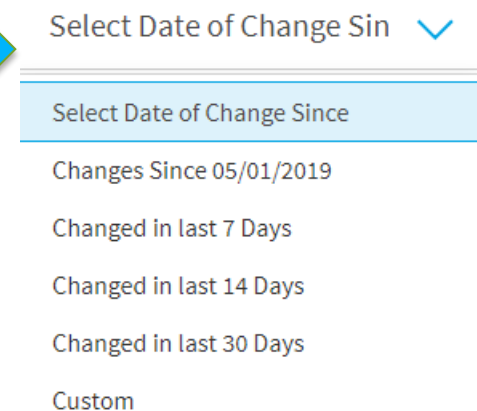 Select Date of Change Sin
Select Date of Change Since
Changes Since 05/01/2019
Changed in last 7 Days
Changed in last 14 Days
Changed in last 30 Days
Custom